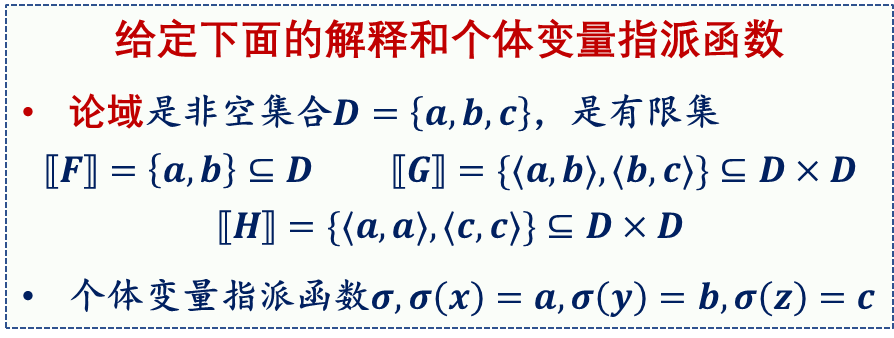 给定下面的解释和个体变量指派函数
• 论域是非空集合D = {a, b, c}，是有限集
⟦F⟧ = {a, b} ⊆ D ⟦G⟧ = {⟨a, b⟩, ⟨b, c⟩} ⊆ D × D
⟦H⟧ = {⟨a, a⟩, ⟨c, c⟩} ⊆ D × D
• 个体变量指派函数σ, σ(x) = a, σ(y) = b, σ(z) = c